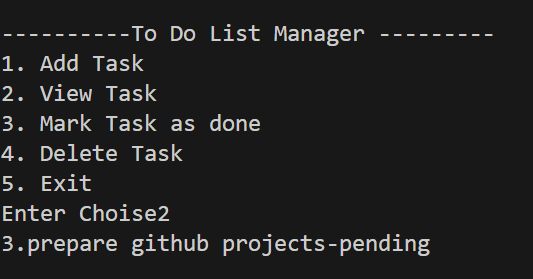 ----------To Do List Manager ---------
1. Add Task
2. View Task
3. Mark Task as done
4. Delete Task
5. Exit
Enter Choise2
3.prepare github projects-pending